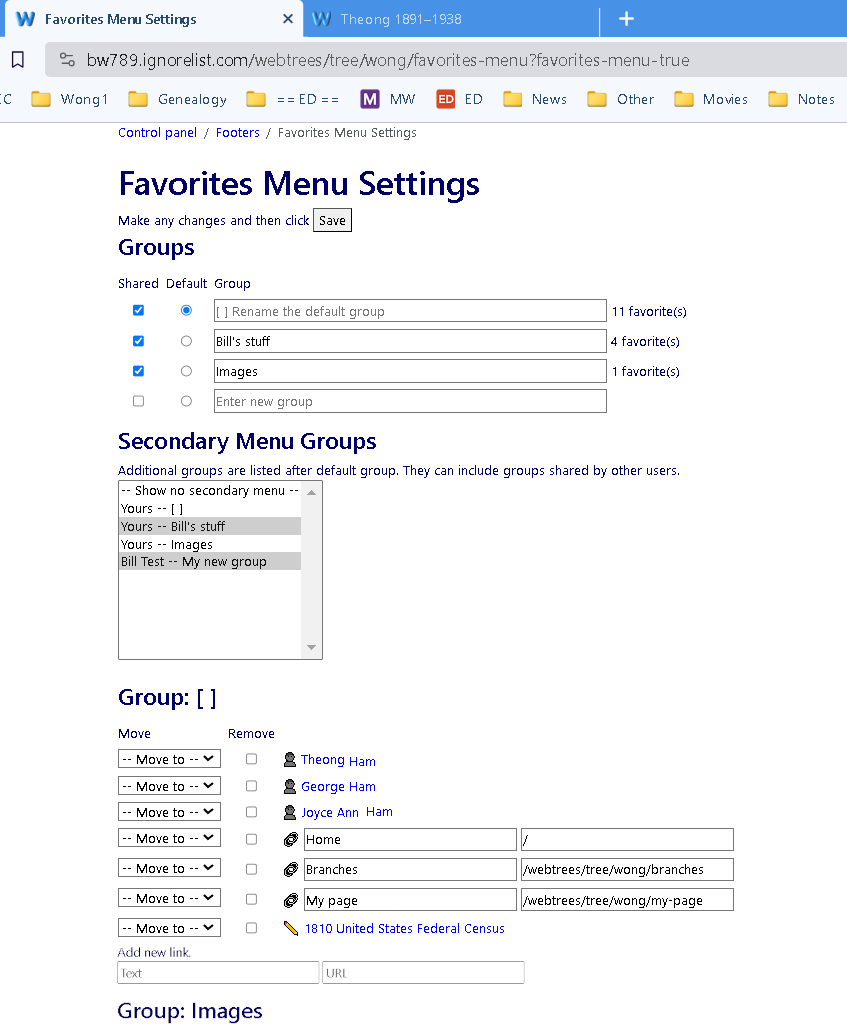 Favorites Menu Settings
Theong 1891–1938
bw789.ignorelist.com/webtrees/tree/wong/favorites-menu?favorites-menu-true
Wong1 Genealogy == ED == M MW ED ED News Other Movies Notes
Control panel / Footers / Favorites Menu Settings
Favorites Menu Settings
Make any changes and then click Save
Groups
Shared Default Group
[ ] Rename the default group 11 favorite(s)
Bill's stuff 4 favorite(s)
Images 1 favorite(s)
Enter new group
Secondary Menu Groups
Additional groups are listed after default group. They can include groups shared by other users.
-- Show no secondary menu --
Yours -- [ ]
Yours -- Bill's stuff
Yours -- Images
Bill Test -- My new group
Group: [ ]
Move Remove
-- Move to -- Theong Ham
-- Move to -- George Ham
-- Move to -- Joyce Ann Ham
-- Move to -- Home /
-- Move to -- Branches /webtrees/tree/wong/branches
-- Move to -- My page /webtrees/tree/wong/my-page
-- Move to -- 1810 United States Federal Census
Add new link.
Text URL
Group: Images